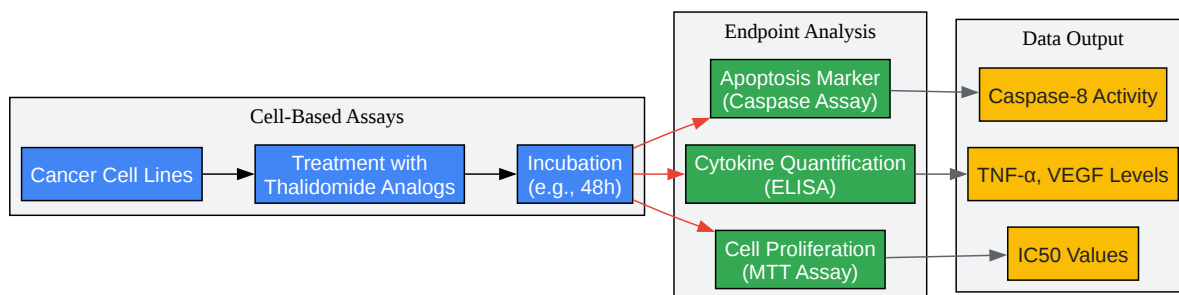 Cell-Based Assays
Cancer Cell Lines
Treatment with
Thalidomide Analogs
Incubation
(e.g., 48h)
Endpoint Analysis
Apoptosis Marker
(Caspase Assay)
Cytokine Quantification
(ELISA)
Cell Proliferation
(MTT Assay)
Data Output
Caspase-8 Activity
TNF-α, VEGF Levels
IC50 Values